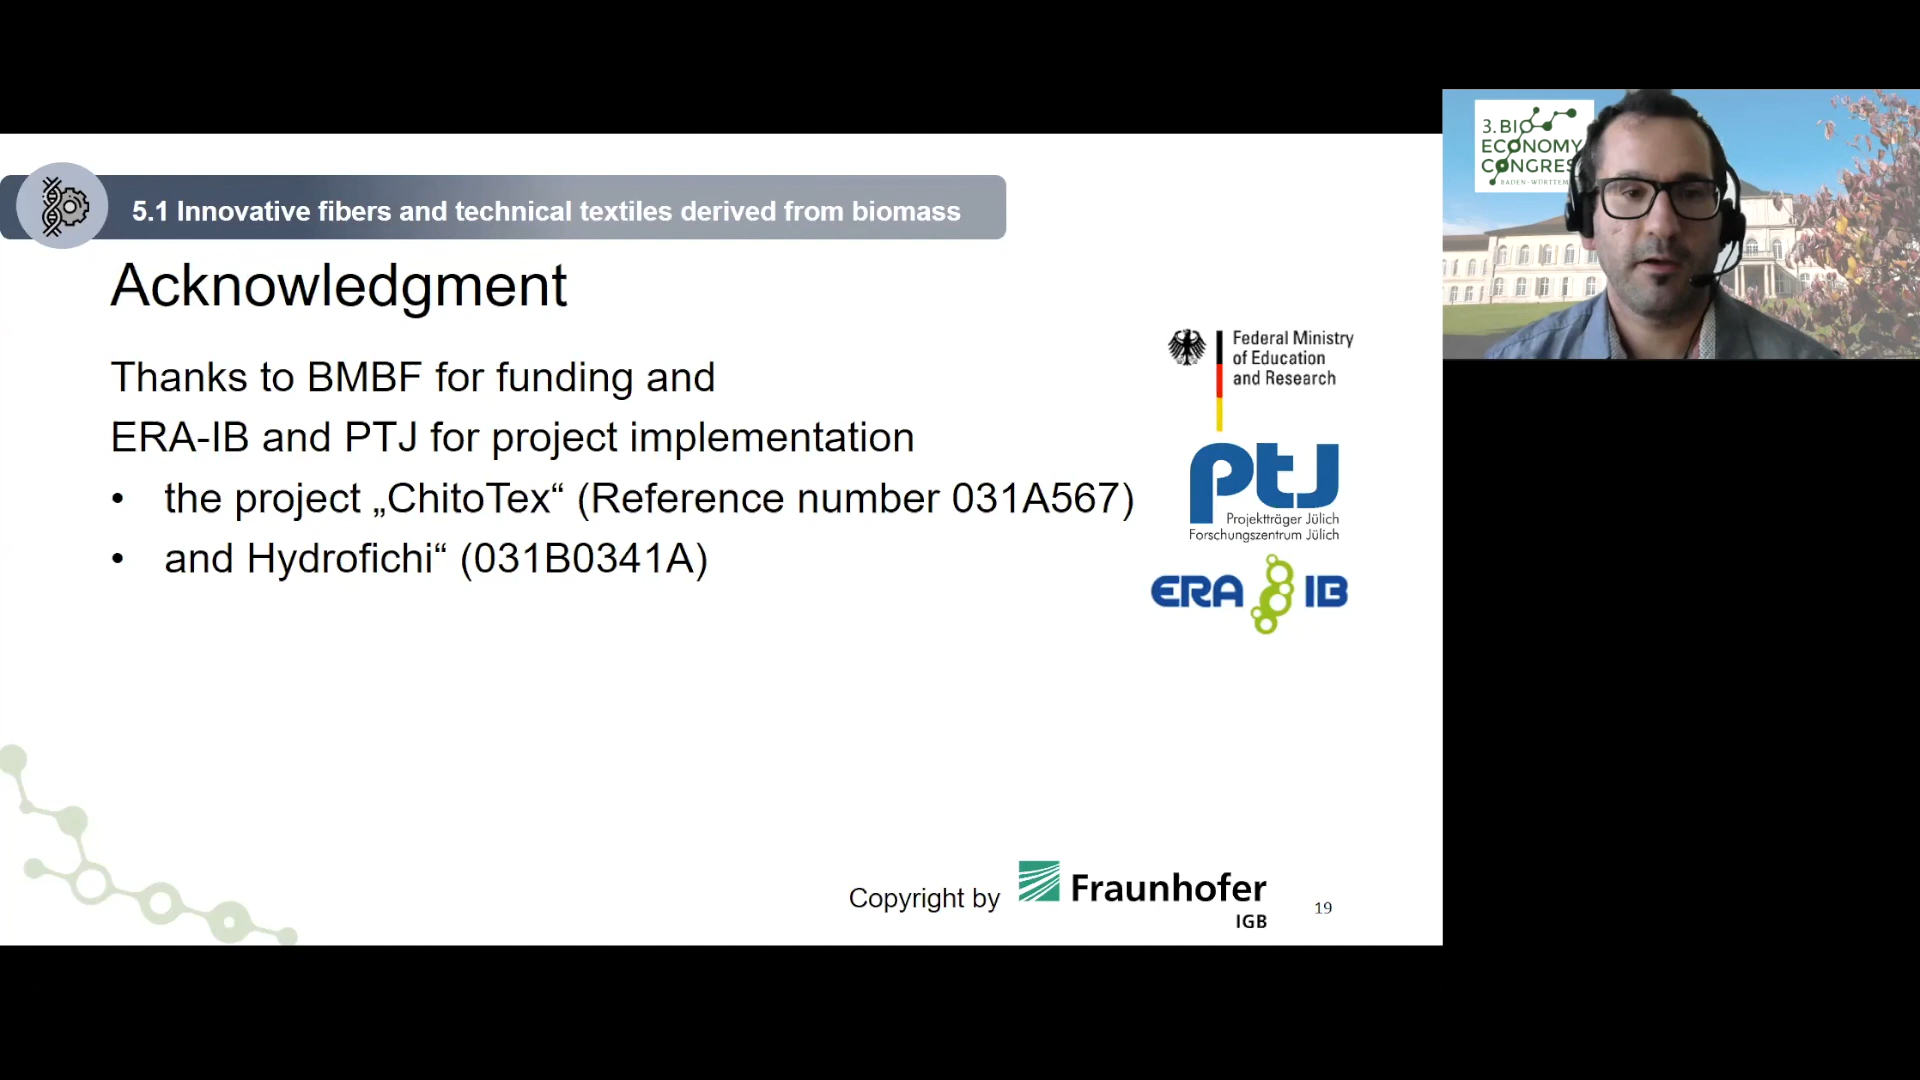 5.1 Innovative fibers and technical textiles derived from biomass
Acknowledgment
Thanks to BMBF for funding and
ERA-IB and PTJ for project implementation
• the project „ChitoTex“ (Reference number 031A567)
• and Hydrofichi“ (031B0341A)
Federal Ministry
of Education
and Research
ptJ
Projektträger Jülich
Forschungszentrum Jülich
ERA IB
Copyright by
Fraunhofer
IGB
19
3. BIO
ECONOMY
CONGRES
BADEN-WÜRTTEM